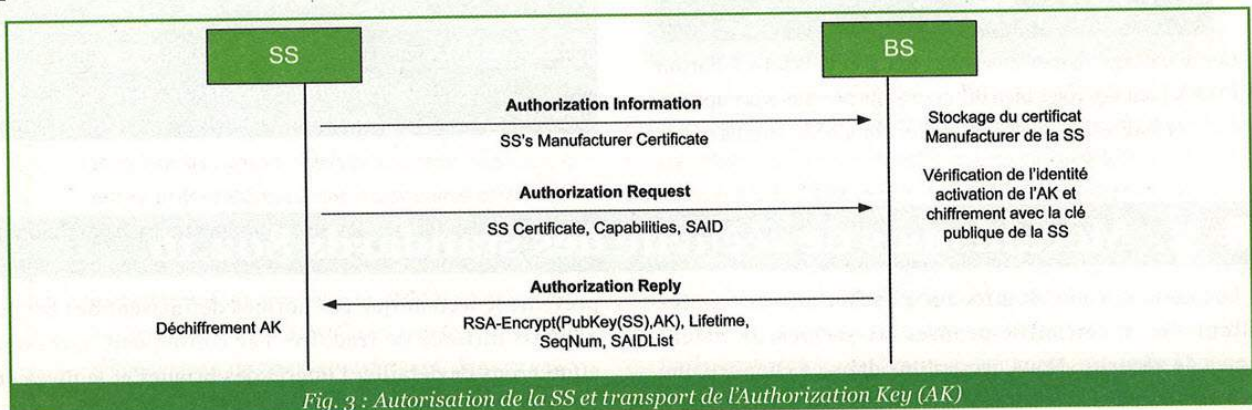 SS
BS
Authorization Information
SS's Manufacturer Certificate
Stockage du certificat
Manufacturer de la SS
Authorization Request
SS Certificate, Capabilities, SAID
Vérification de l'identité
activation de l'AK et
chiffrement avec la clé
publique de la SS
Authorization Reply
RSA-Encrypt(PubKey(SS),AK), Lifetime,
SeqNum, SAIDList
Déchiffrement AK
Fig. 3 : Autorisation de la SS et transport de l'Authorization Key (AK)